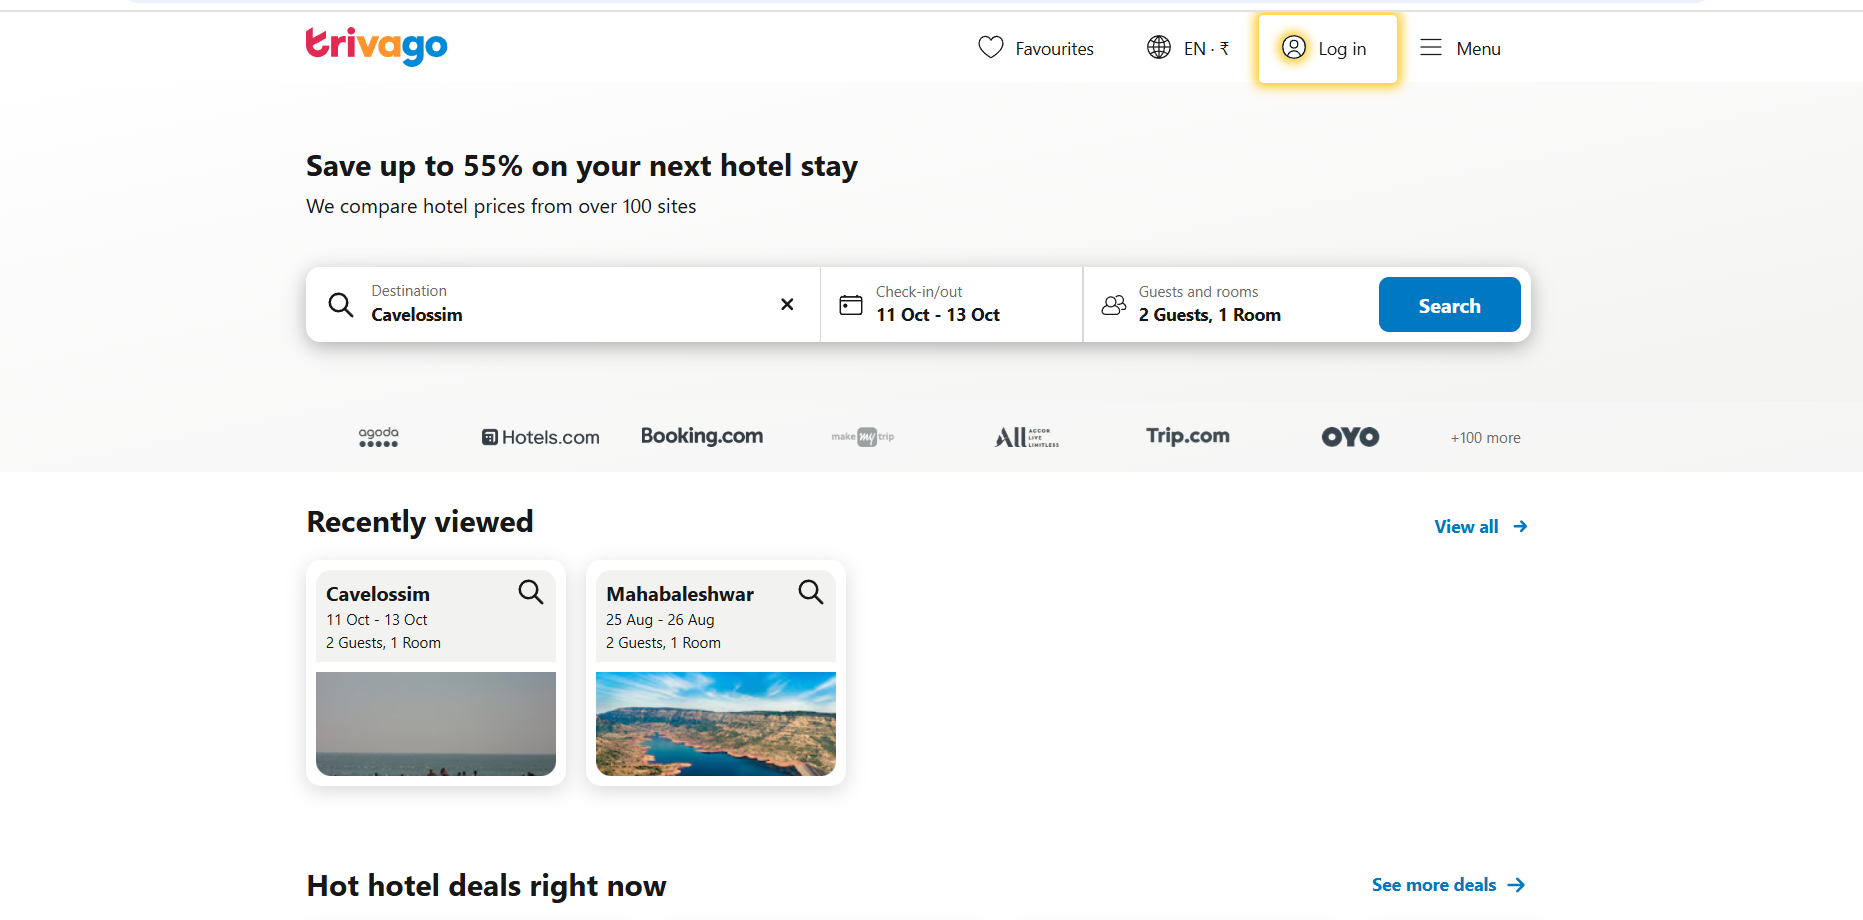 trivago
Favourites
EN · ₹
Log in
Menu
Save up to 55% on your next hotel stay
We compare hotel prices from over 100 sites
Destination
Cavelossim
Check-in/out
11 Oct - 13 Oct
Guests and rooms
2 Guests, 1 Room
Search
agoda
Hotels.com
Booking.com
make my trip
ALL ACCOR LIVE LIMITLESS
Trip.com
OYO
+100 more
Recently viewed
View all
Cavelossim
11 Oct - 13 Oct
2 Guests, 1 Room
Mahabaleshwar
25 Aug - 26 Aug
2 Guests, 1 Room
Hot hotel deals right now
See more deals